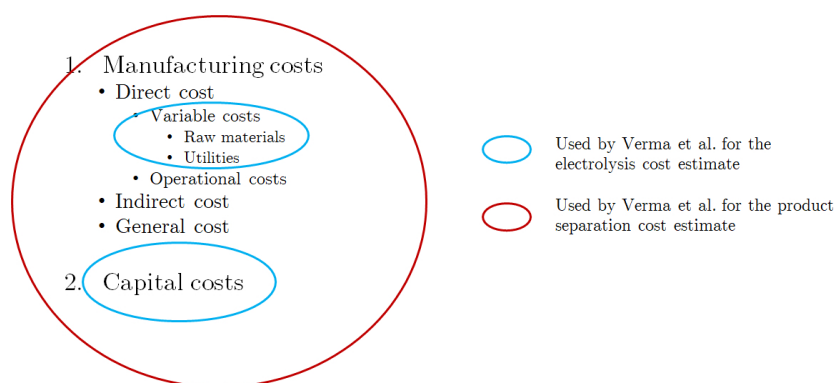 1. Manufacturing costs
• Direct cost
• Variable costs
• Raw materials
• Utilities
• Operational costs
• Indirect cost
• General cost
2. Capital costs
Used by Verma et al. for the
electrolysis cost estimate
Used by Verma et al. for the product
separation cost estimate